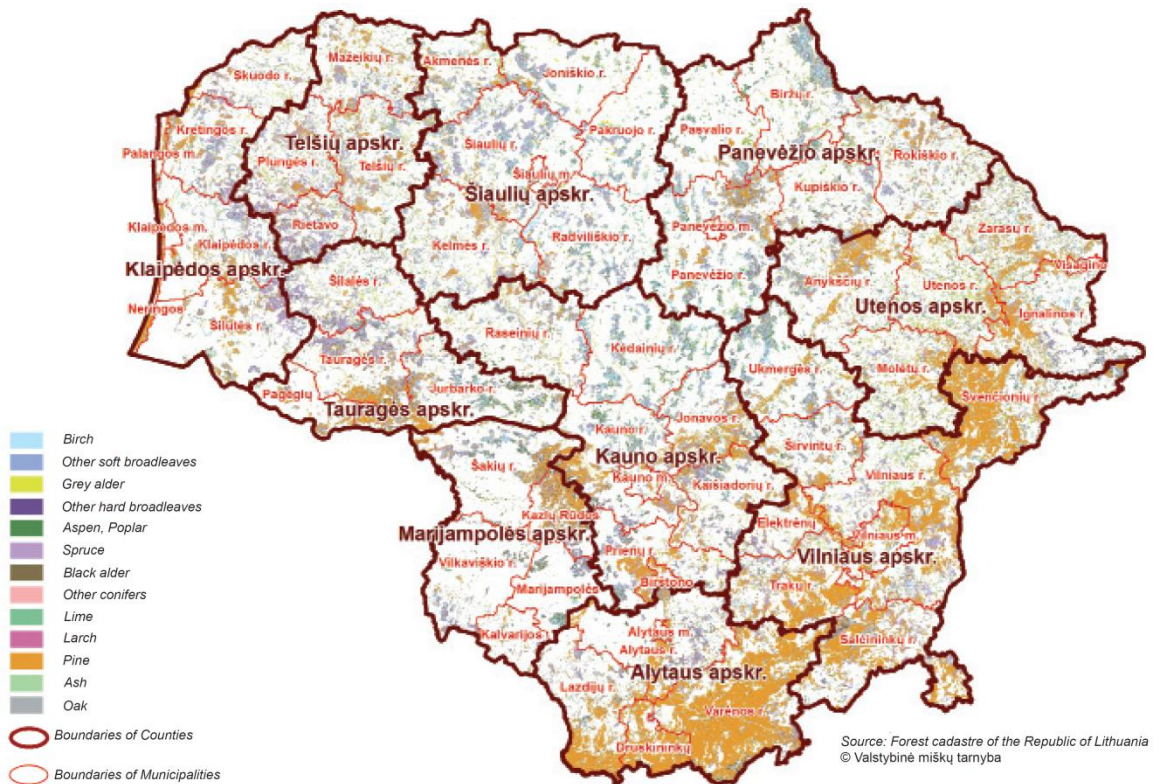 Mažeikių r.
Akmenės r.
Skuodo r.
Joniškio r.
Biržų r.
Kretingos r.
Telšių apskr.
Šiaulių r.
Pakruojo r.
Pasvalio r.
Palangos m.
Plungės r.
Telšių r.
Šiaulių m.
Panevėžio apskr.
Rokiškio r.
Šiaulių apskr.
Kupiškio r.
Klaipėdos m.
Rietavo
Panevėžio m.
Zarasų r.
Klaipėdos r.
Kelmės r.
Radviliškio r.
Visagino
Klaipėdos apskr.
Panevėžio r.
Anykščių r.
Utenos r.
Šilalės r.
Utenos apskr.
Neringos
Ignalinos r.
Šilutės r.
Raseinių r.
Kėdainių r.
Tauragės r.
Ukmergės r.
Molėtų r.
Jurbarko r.
Švenčionių r.
Pagėgių
Tauragės apskr.
Jonavos r.
Kauno r.
Širvintų r.
Kauno apskr.
Šakių r.
Vilniaus r.
Kauno m.
Kaišiadorių r.
Kazlų Rūdos
Elektrėnų
Marijampolės apskr.
Vilniaus m.
Prienų r.
Vilniaus apskr.
Vilkaviškio r.
Birštono
Marijampolės
Trakų r.
Kalvarijos
Alytaus m.
Šalčininkų r.
Alytaus r.
Alytaus apskr.
Lazdijų r.
Varėnos r.
Druskininkų
Birch
Other soft broadleaves
Grey alder
Other hard broadleaves
Aspen, Poplar
Spruce
Black alder
Other conifers
Lime
Larch
Pine
Ash
Oak
Boundaries of Counties
Boundaries of Municipalities
Source: Forest cadastre of the Republic of Lithuania
© Valstybinė miškų tarnyba